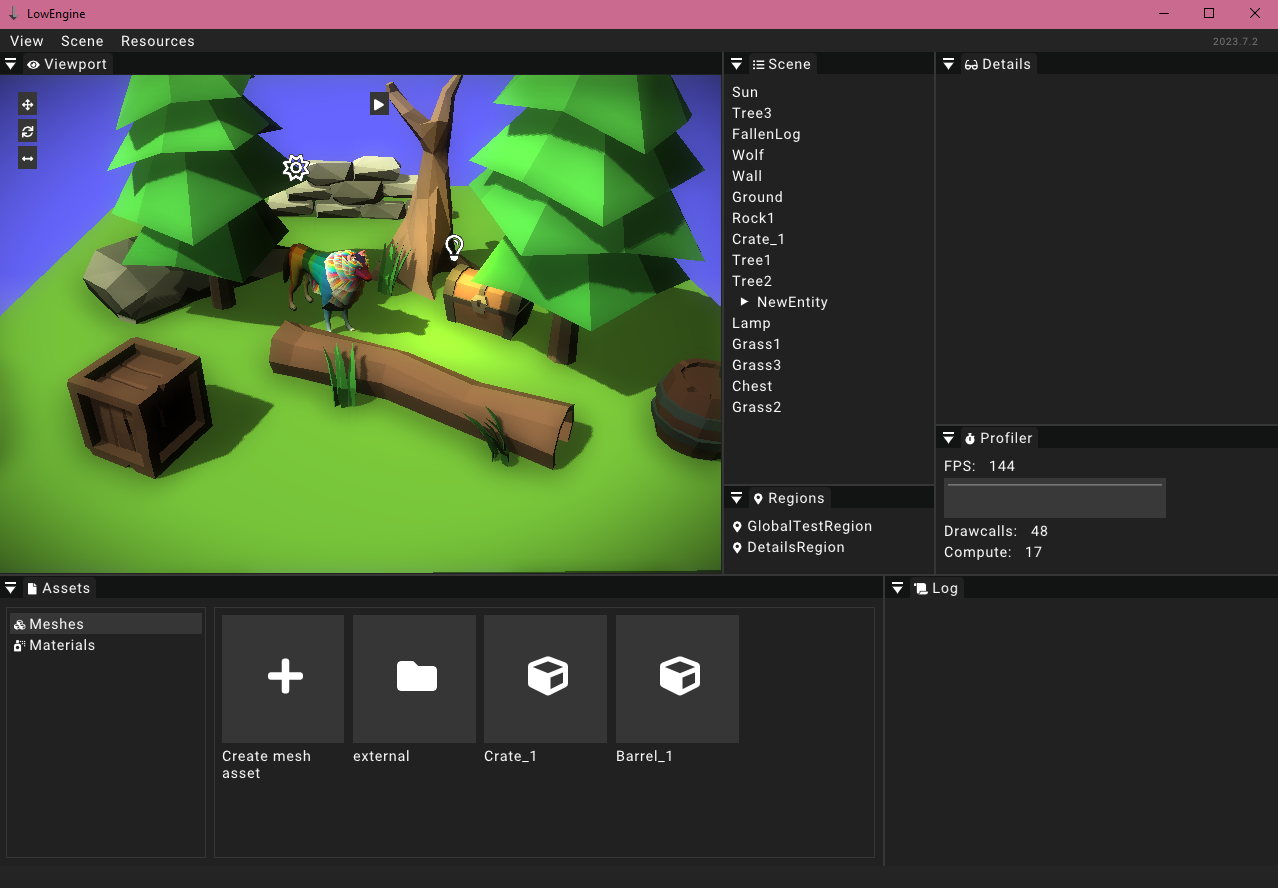 LowEngine
View Scene Resources
2023.7.2
Viewport
Scene
Details
Sun
Tree3
FallenLog
Wolf
Wall
Ground
Rock1
Crate_1
Tree1
Tree2
NewEntity
Lamp
Grass1
Grass3
Chest
Grass2
Profiler
FPS: 144
Drawcalls: 48
Compute: 17
Regions
GlobalTestRegion
DetailsRegion
Assets
Log
Meshes
Materials
Create mesh
asset
external
Crate_1
Barrel_1